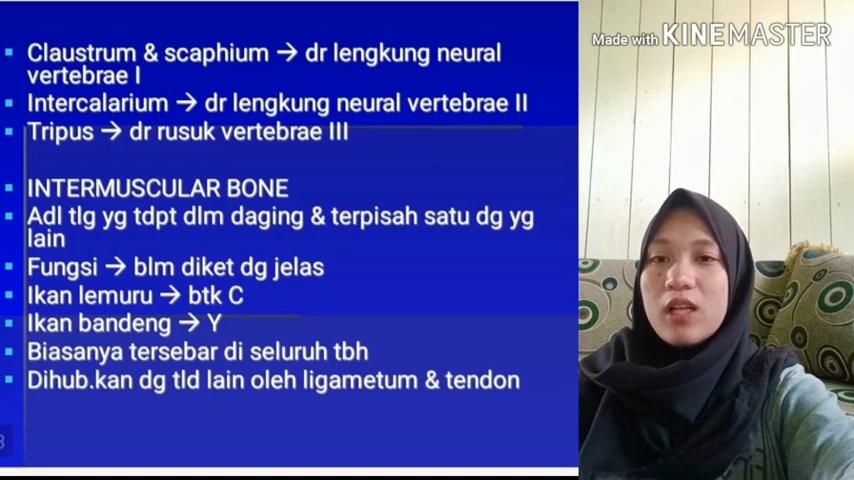 Claustrum & scaphium → dr lengkung neural
vertebrae I
Intercalarium → dr lengkung neural vertebrae II
Tripus → dr rusuk vertebrae III
INTERMUSCULAR BONE
Adl tlg yg tdpt dlm daging & terpisah satu dg yg
lain
Fungsi → blm diket dg jelas
Ikan lemuru → btk C
Ikan bandeng → Y
Biasanya tersebar di seluruh tbh
Dihub.kan dg tld lain oleh ligametum & tendon
Made with KINEMASTER